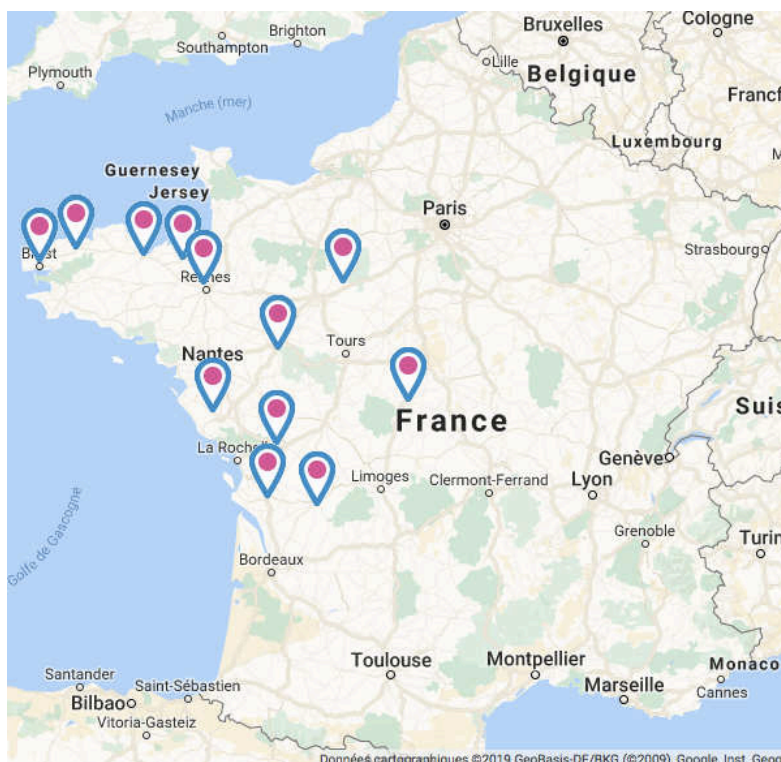 Bruxelles
Cologne
Brighton
Southampton
Lille
Plymouth
Belgique
Francf
Manche (mer)
Luxembourg
M
Guernesey
Jersey
Paris
Strasbourg
Brest
Rennes
Tours
Nantes
Suis
France
La Rochelle
Genève
Limoges
Clermont-Ferrand
Lyon
Golfe de Gascogne
Grenoble
Turin
Bordeaux
Toulouse
Montpellier
Monaco
Santander
Saint-Sébastien
Marseille
Cannes
Bilbao
Vitoria-Gasteiz
Données cartographiques ©2019 GeoBasis-DE/BKG (©2009), Google, Inst. Geog